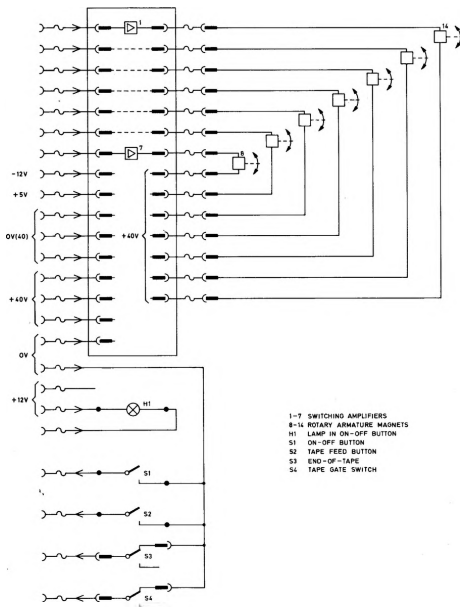 1
14
7
8
-12V
+5V
0V(40)
+40V
+40V
0V
+12V
H1
1-7 SWITCHING AMPLIFIERS
8-14 ROTARY ARMATURE MAGNETS
H1 LAMP IN ON-OFF BUTTON
S1 ON-OFF BUTTON
S2 TAPE FEED BUTTON
S3 END-OF-TAPE
S4 TAPE GATE SWITCH
S1
S2
S3
S4